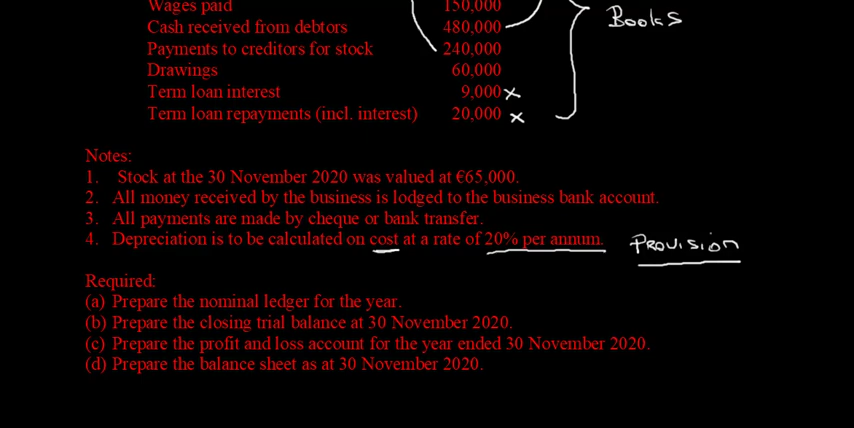 Wages paid 150,000
Cash received from debtors 480,000
Books
Payments to creditors for stock 240,000
Drawings 60,000
Term loan interest 9,000 x
Term loan repayments (incl. interest) 20,000 x
Notes:
1. Stock at the 30 November 2020 was valued at €65,000.
2. All money received by the business is lodged to the business bank account.
3. All payments are made by cheque or bank transfer.
4. Depreciation is to be calculated on cost at a rate of 20% per annum. PROVISION
Required:
(a) Prepare the nominal ledger for the year.
(b) Prepare the closing trial balance at 30 November 2020.
(c) Prepare the profit and loss account for the year ended 30 November 2020.
(d) Prepare the balance sheet as at 30 November 2020.